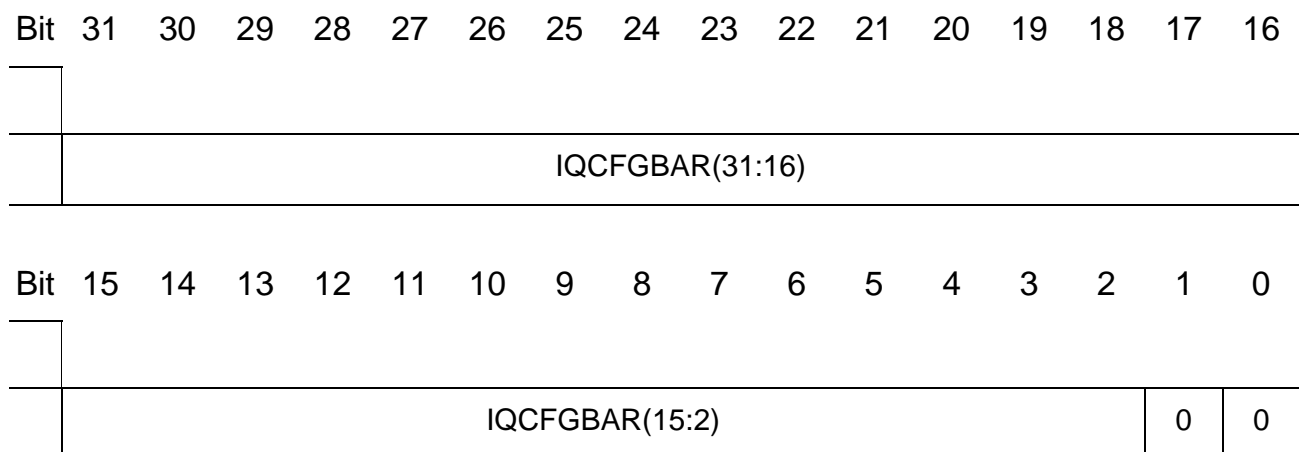 Bit 31 30 29 28 27 26 25 24 23 22 21 20 19 18 17 16
IQCFGBAR(31:16)
Bit 15 14 13 12 11 10 9 8 7 6 5 4 3 2 1 0
IQCFGBAR(15:2) 0 0